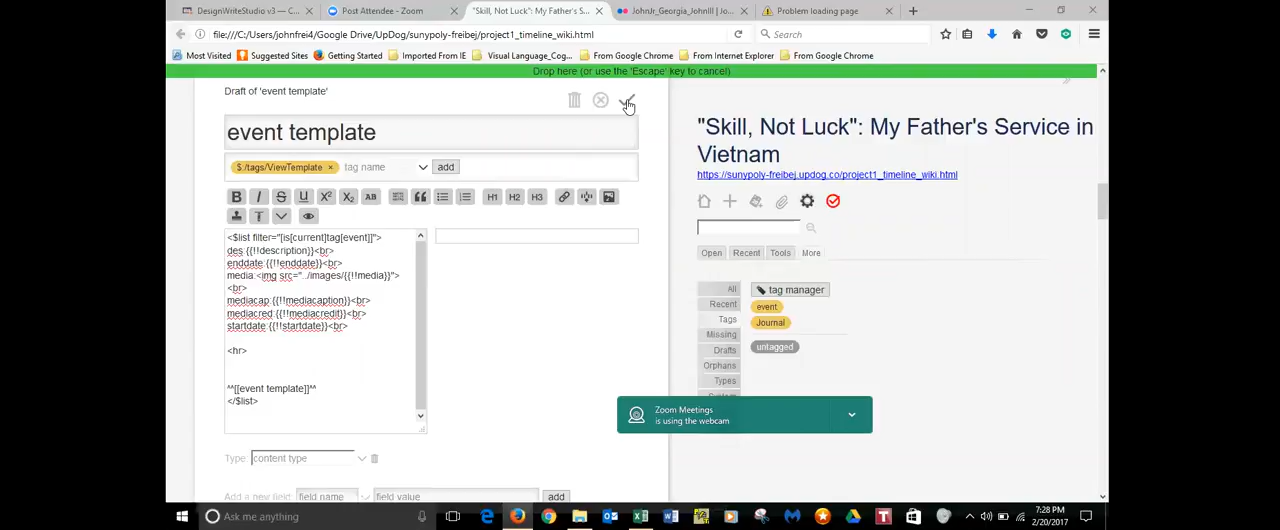 DesignWriteStudio v3 — C...
Post Attendee - Zoom
"Skill, Not Luck": My Father's S...
JohnJr_Georgia_JohnIII | ...
Problem loading page
file:///C:/Users/johnfrei4/Google Drive/UpDog/sunypoly-freibej/project1_timeline_wiki.html
Search
Most Visited
Suggested Sites
Getting Started
Imported From IE
Visual Language_Cog...
From Google Chrome
From Internet Explorer
From Google Chrome
Drop here (or use the 'Escape' key to cancel)
Draft of 'event template'
event template
$:/tags/ViewTemplate ×
tag name
add
B I S U X² X₂ AB
H1 H2 H3
<$list filter="[is[current]tag[event]]">
des:{{!!description}}<br>
enddate:{{!!enddate}}<br>
media:<img src="../images/{{!!media}}">
<br>
mediacap:{{!!mediacaption}}<br>
mediacred:{{!!mediacredit}}<br>
startdate:{{!!startdate}}<br>
<hr>
^^[[event template]]^^
</$list>
Type:
content type
Add a new field:
field name
field value
add
"Skill, Not Luck": My Father's Service in
Vietnam
https://sunypoly-freibej.updog.co/project1_timeline_wiki.html
Open
Recent
Tools
More
All
Recent
Tags
Missing
Drafts
Orphans
Types
tag manager
event
Journal
untagged
Zoom Meetings
is using the webcam
Ask me anything
7:28 PM
2/20/2017